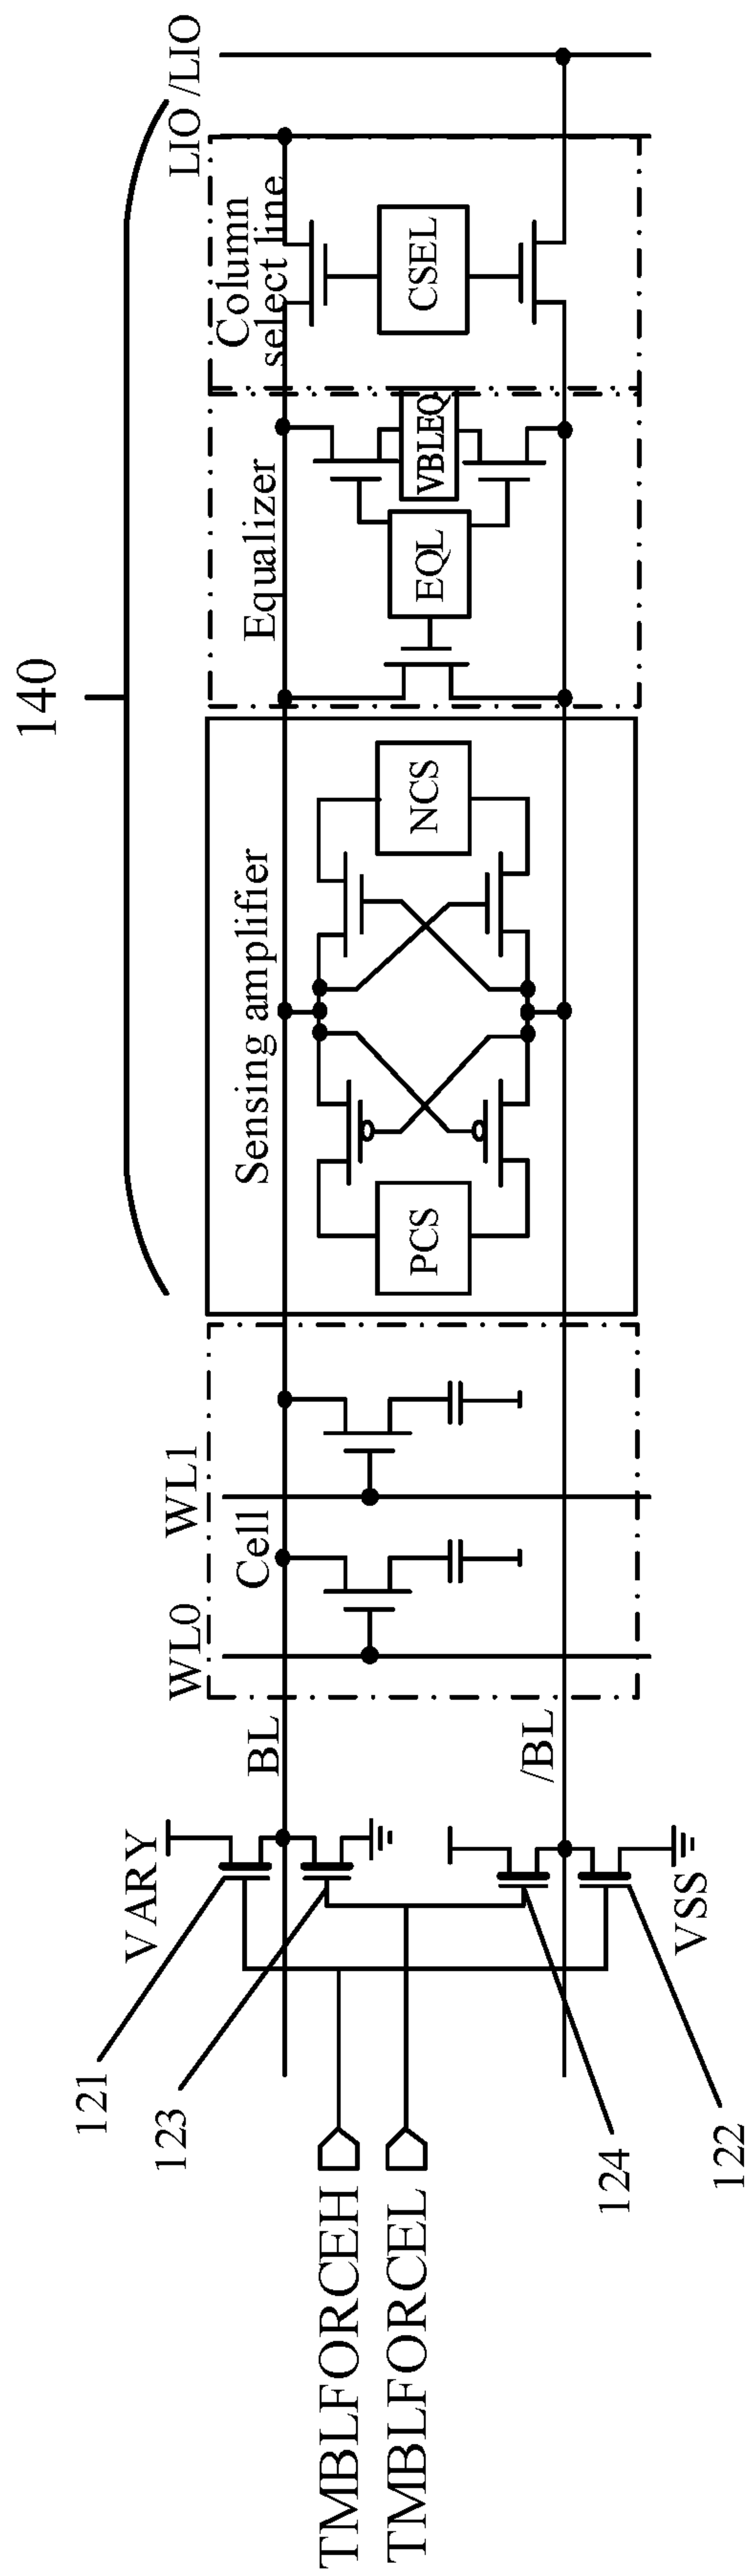 140
LIO
/LIO
Column
select line
CSEL
Equalizer
VBLEQ
EQL
Sensing amplifier
NCS
PCS
WL1
WL0
Cell
BL
/BL
VARY
VSS
121
123
124
122
TMBLFORCEH
TMBLFORCEL